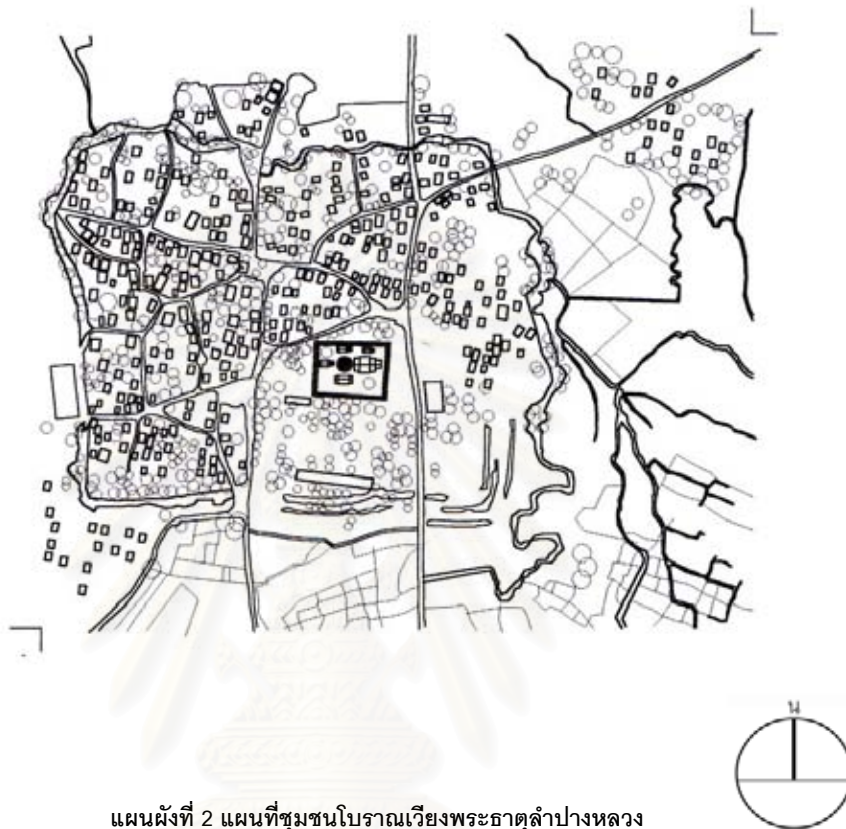 น
แผนผังที่ 2 แผนที่ชุมชนโบราณเวียงพระธาตุลำปางหลวง